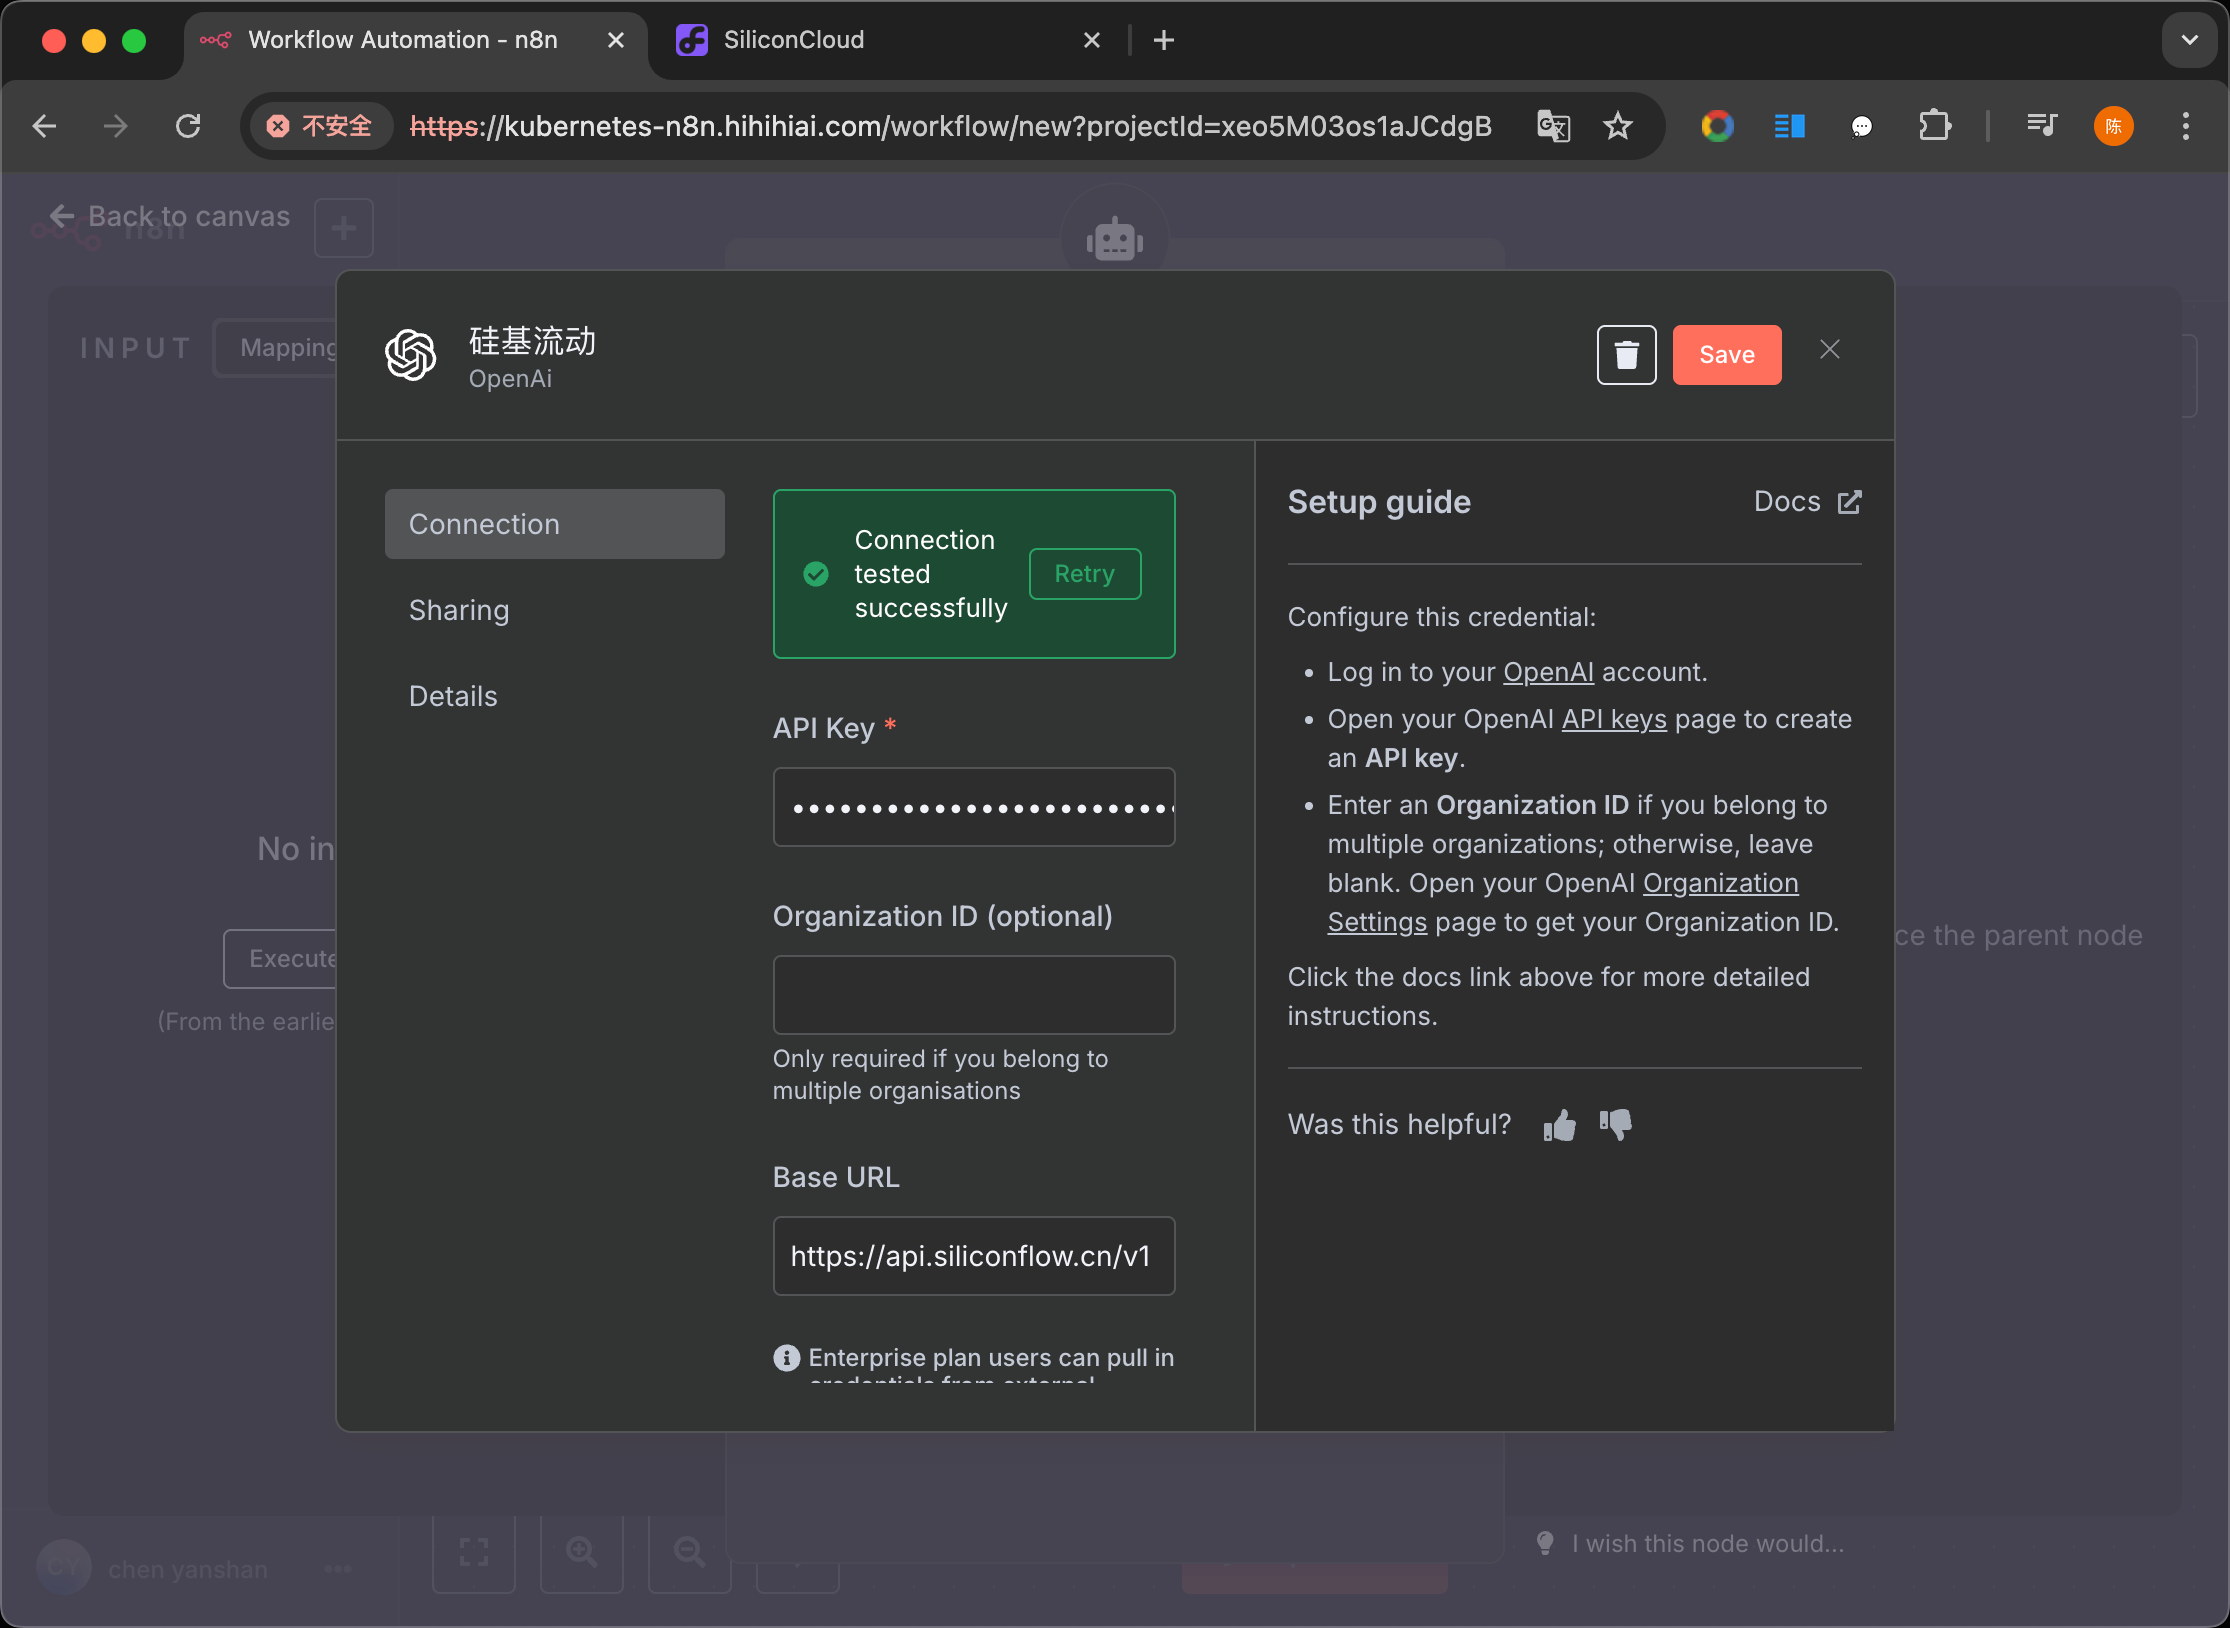 Workflow Automation - n8n
SiliconCloud
不安全
https://kubernetes-n8n.hihihiai.com/workflow/new?projectId=xeo5M03os1aJCdgB
陈
Back to canvas
n8n
INPUT
Mapping
硅基流动
OpenAi
Save
Connection
Sharing
Details
Connection
tested
successfully
Retry
API Key *
Organization ID (optional)
Only required if you belong to
multiple organisations
Base URL
https://api.siliconflow.cn/v1
Enterprise plan users can pull in
credentials from external
Setup guide
Docs
Configure this credential:
• Log in to your OpenAI account.
• Open your OpenAI API keys page to create
an API key.
• Enter an Organization ID if you belong to
multiple organizations; otherwise, leave
blank. Open your OpenAI Organization
Settings page to get your Organization ID.
Click the docs link above for more detailed
instructions.
Was this helpful?
No in
Execute
(From the earlie
ce the parent node
CY
chen yanshan
I wish this node would...